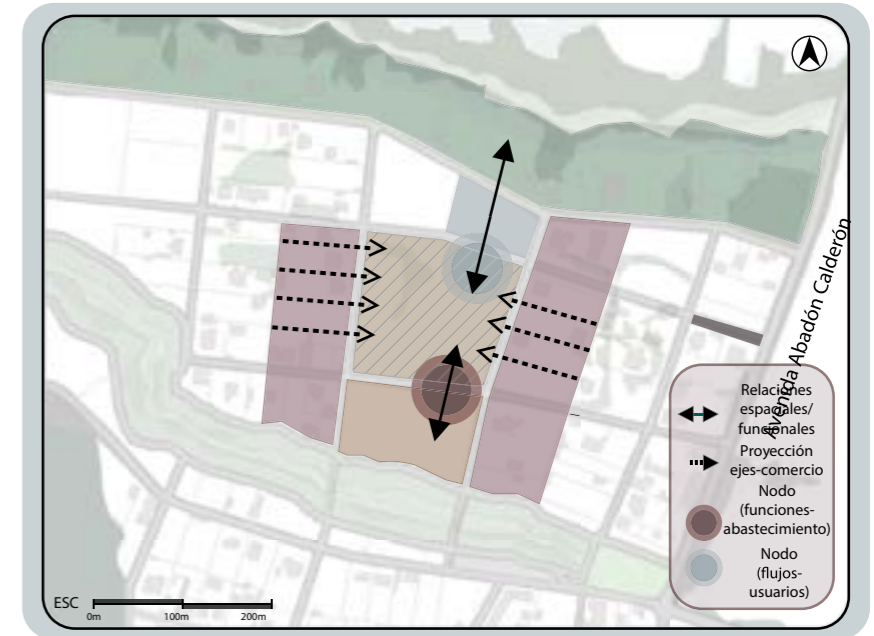 Avenida Abadón Calderón
Relaciones
espaciales/
funcionales
Proyección
ejes-comercio
Nodo
(funciones-
abastecimiento)
Nodo
(flujos-
usuarios)
ESC
0m 100m 200m